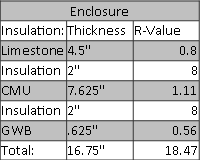 Enclosure
Insulation: Thickness R-Value
Limestone 4.5" 0.8
Insulation 2" 8
CMU 7.625" 1.11
Insulation 2" 8
GWB .625" 0.56
Total: 16.75" 18.47